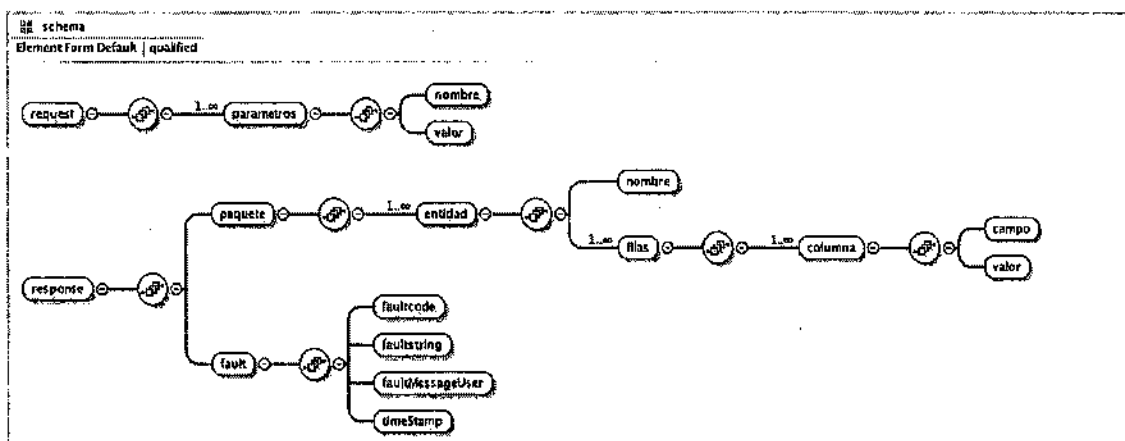 schema
Element Form Default | qualified
request 1..∞ parametros nombre
valor
response paquete 1..∞ entidad nombre
1..∞ filas 1..∞ columna campo
valor
fault faultcode
faultstring
faultMessageUser
timeStamp